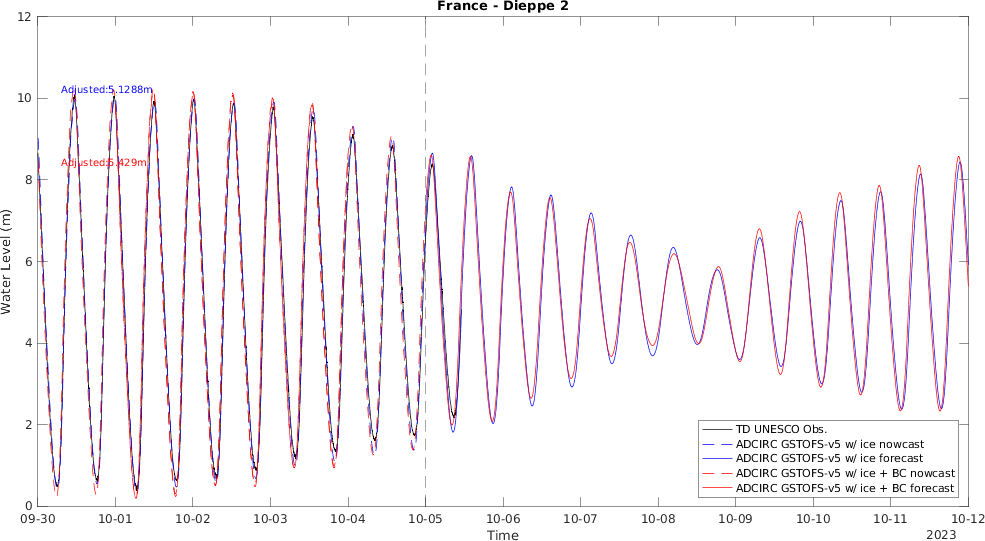 France - Dieppe 2
12
10
8
6
4
2
0
Water Level (m)
Adjusted:5.1288m
Adjusted:5.429m
09-30 10-01 10-02 10-03 10-04 10-05 10-06 10-07 10-08 10-09 10-10 10-11 10-12
Time
2023
TD UNESCO Obs.
ADCIRC GSTOFS-v5 w/ ice nowcast
ADCIRC GSTOFS-v5 w/ ice forecast
ADCIRC GSTOFS-v5 w/ ice + BC nowcast
ADCIRC GSTOFS-v5 w/ ice + BC forecast